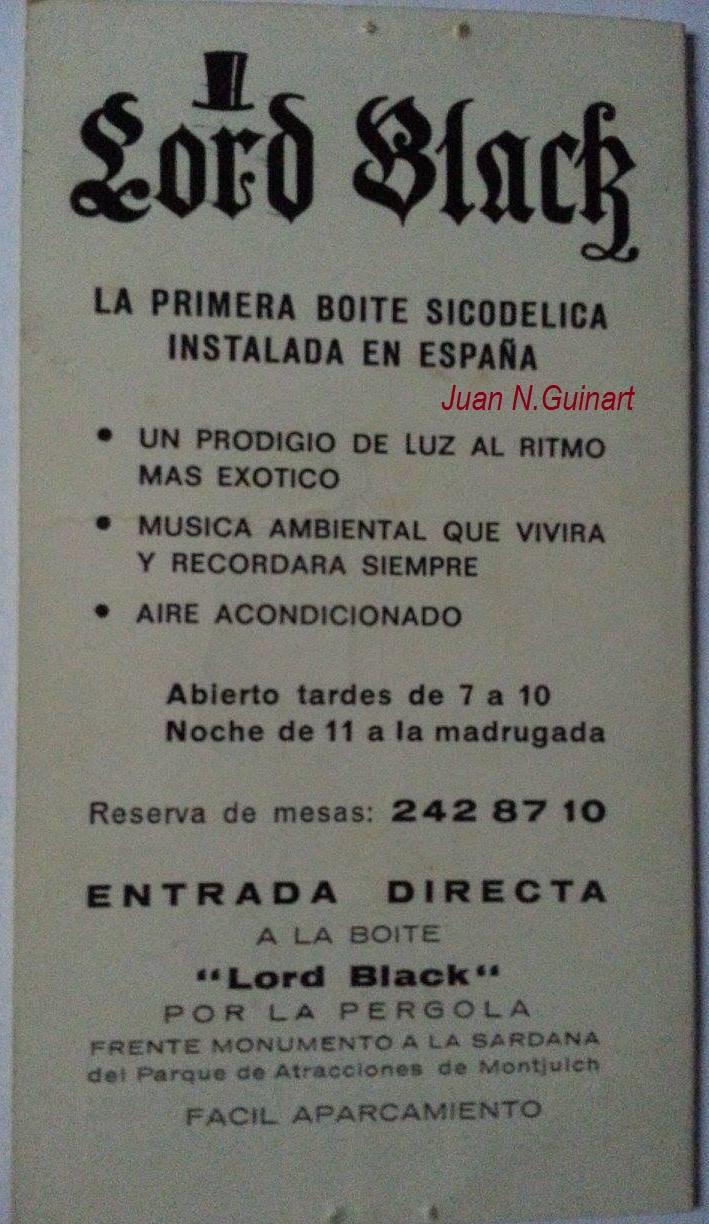 Lord Black
LA PRIMERA BOITE SICODELICA
INSTALADA EN ESPAÑA
Juan N.Guinart
• UN PRODIGIO DE LUZ AL RITMO
MAS EXOTICO
• MUSICA AMBIENTAL QUE VIVIRA
Y RECORDARA SIEMPRE
• AIRE ACONDICIONADO
Abierto tardes de 7 a 10
Noche de 11 a la madrugada
Reserva de mesas: 242 87 10
ENTRADA DIRECTA
A LA BOITE
“Lord Black“
POR LA PERGOLA
FRENTE MONUMENTO A LA SARDANA
del Parque de Atracciones de Montjuich
FACIL APARCAMIENTO